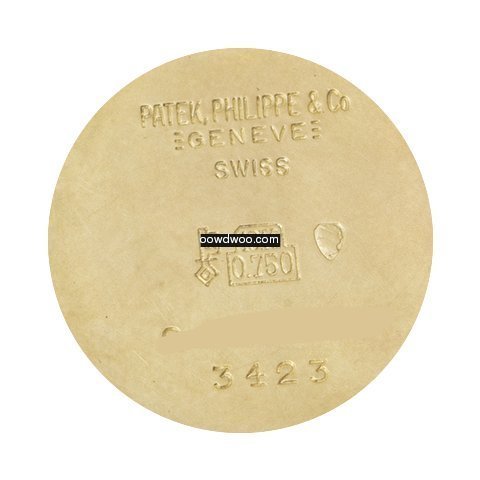 PATEK, PHILIPPE & Co
GENEVE
SWISS
oowdwoo.com
0.750
3423